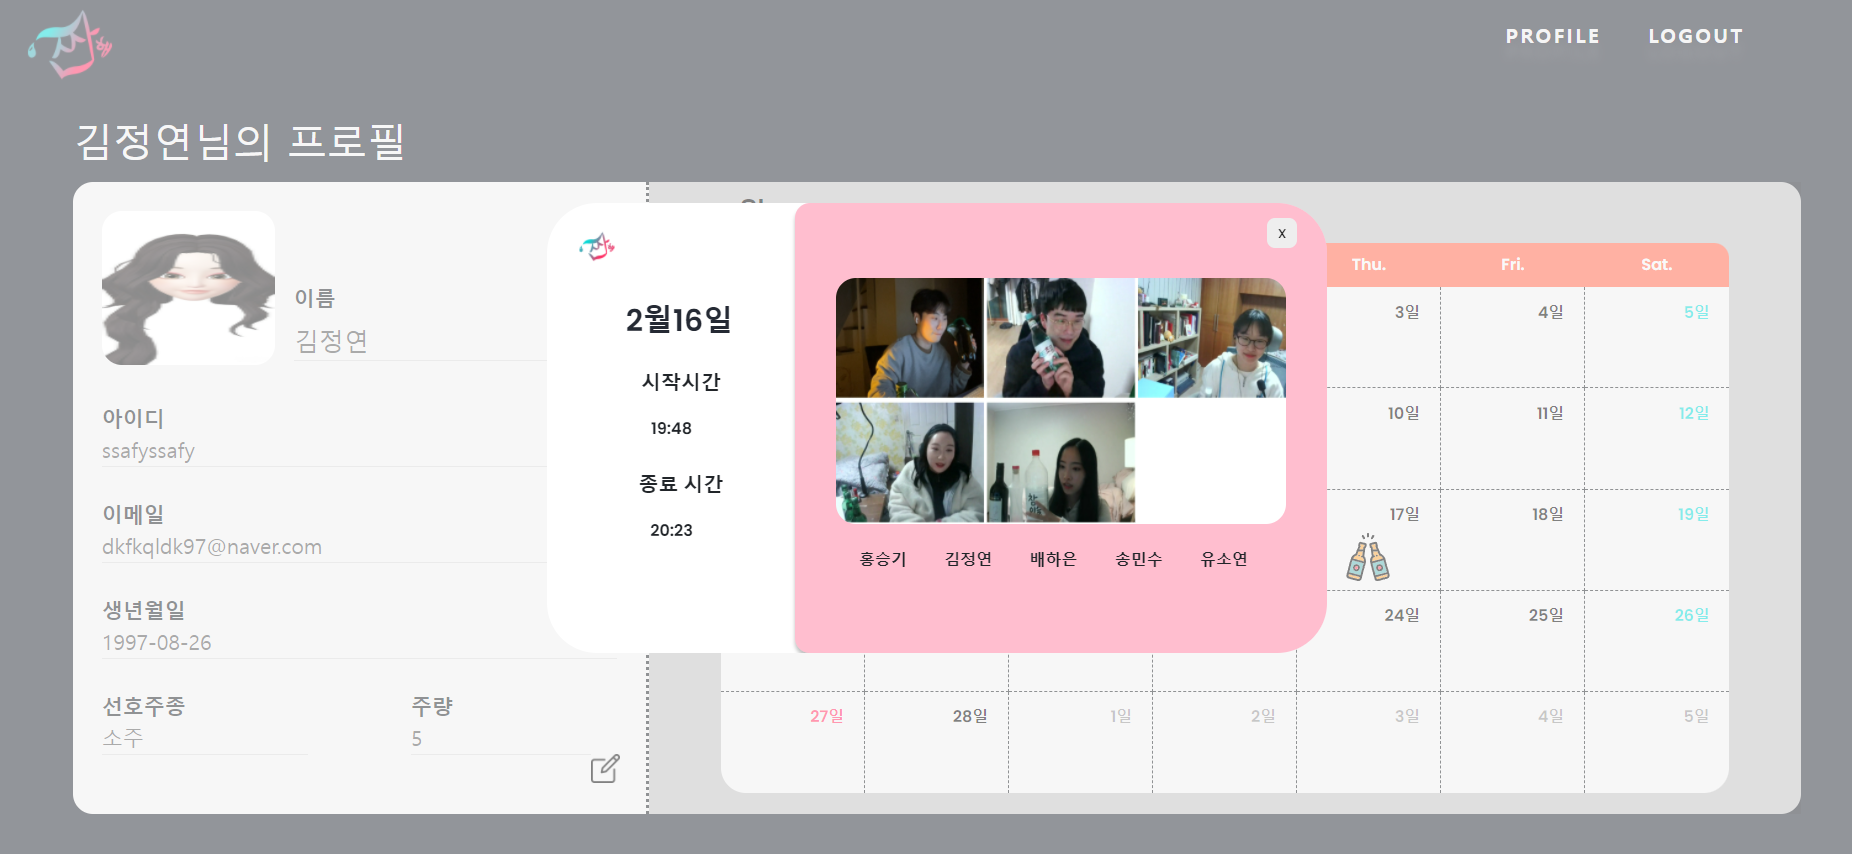 짠해
PROFILE
LOGOUT
김정연님의 프로필
이름
김정연
아이디
ssafyssafy
이메일
dkfkqldk97@naver.com
생년월일
1997-08-26
선호주종
소주
주량
5
2월16일
시작시간
19:48
종료 시간
20:23
X
홍승기 김정연 배하은 송민수 유소연
Thu. Fri. Sat.
3일 4일 5일
10일 11일 12일
17일 18일 19일
24일 25일 26일
27일 28일 1일 2일 3일 4일 5일